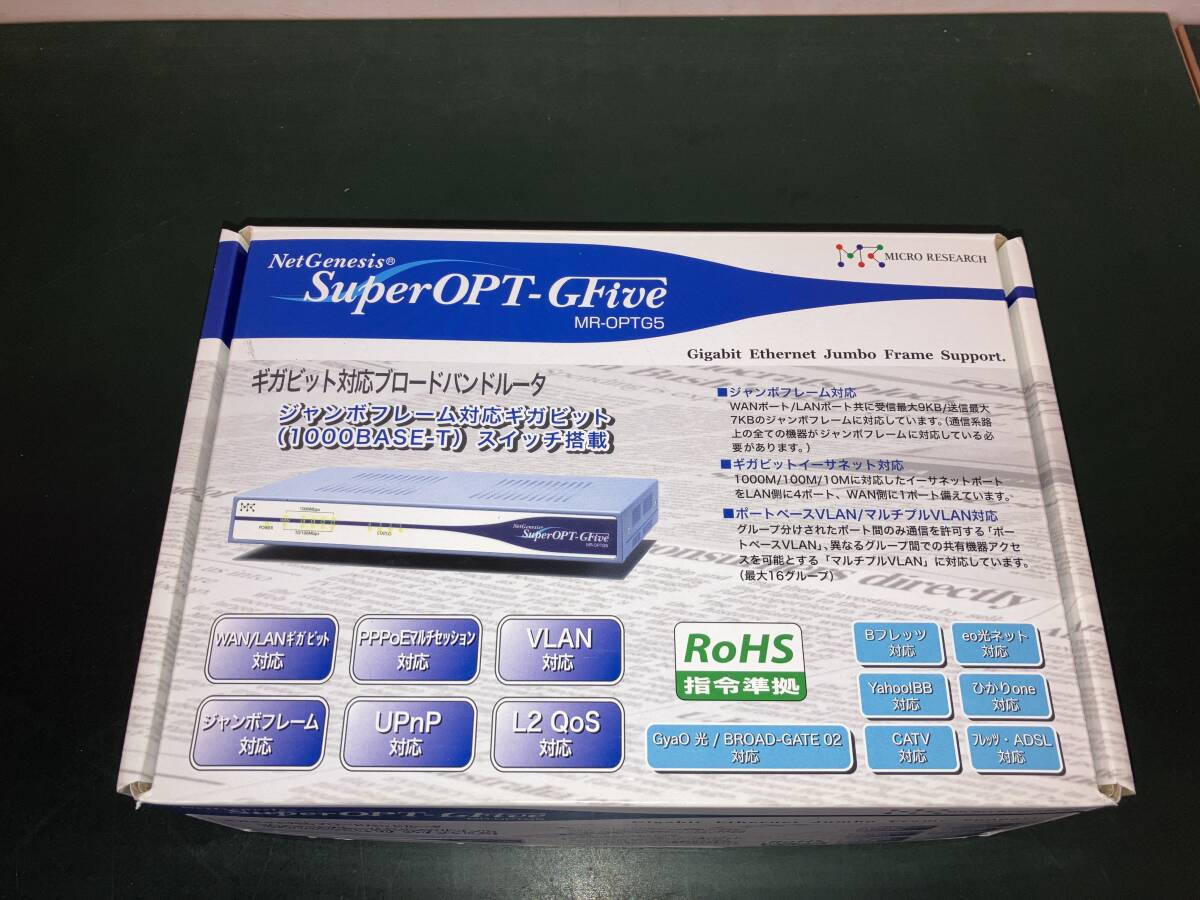 NetGenesis®
SuperOPT-GFive
MR-OPTG5
MICRO RESEARCH
Gigabit Ethernet Jumbo Frame Support.
ギガビット対応ブロードバンドルータ
ジャンボフレーム対応ギガビット
(1000BASE-T) スイッチ搭載
■ジャンボフレーム対応
WANポート/LANポート共に受信最大9KB/送信最大
7KBのジャンボフレームに対応しています。(通信系路
上の全ての機器がジャンボフレームに対応している必
要があります。)
■ギガビットイーサネット対応
1000M/100M/10Mに対応したイーサネットポート
をLAN側に4ポート、WAN側に1ポート備えています。
■ポートベースVLAN/マルチプルVLAN対応
グループ分けされたポート間のみ通信を許可する「ポー
トベースVLAN」、異なるグループ間での共有機器アクセ
スを可能とする「マルチプルVLAN」に対応しています。
(最大16グループ)
1000Mbps
POWER
10/100Mbps
STATUS
NetGenesis
SuperOPT-GFive
MR-OPTG5
WAN/LANギガビット
対応
PPPoEマルチセッション
対応
VLAN
対応
ジャンボフレーム
対応
UPnP
対応
L2 QoS
対応
RoHS
指令準拠
Bフレッツ
対応
eo光ネット
対応
Yahoo!BB
対応
ひかりone
対応
GyaO 光 / BROAD-GATE 02
対応
CATV
対応
フレッツ・ADSL
対応
SuperOPT-GFive